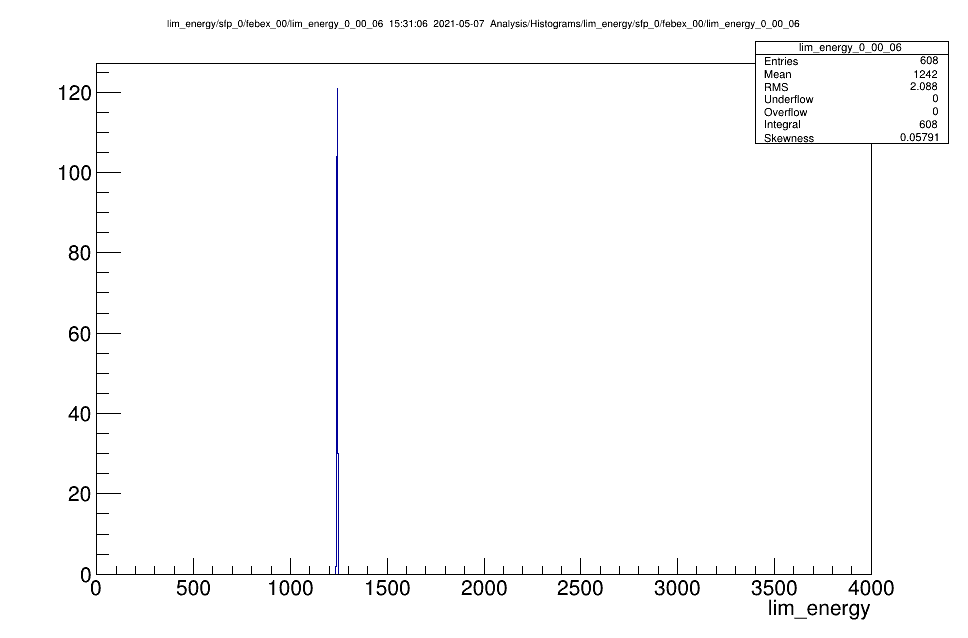 lim_energy/sfp_0/febex_00/lim_energy_0_00_06 15:31:06 2021-05-07 Analysis/Histograms/lim_energy/sfp_0/febex_00/lim_energy_0_00_06
lim_energy_0_00_06
Entries 608
Mean 1242
RMS 2.088
Underflow 0
Overflow 0
Integral 608
Skewness 0.05791
120
100
80
60
40
20
0
0 500 1000 1500 2000 2500 3000 3500 4000
lim_energy